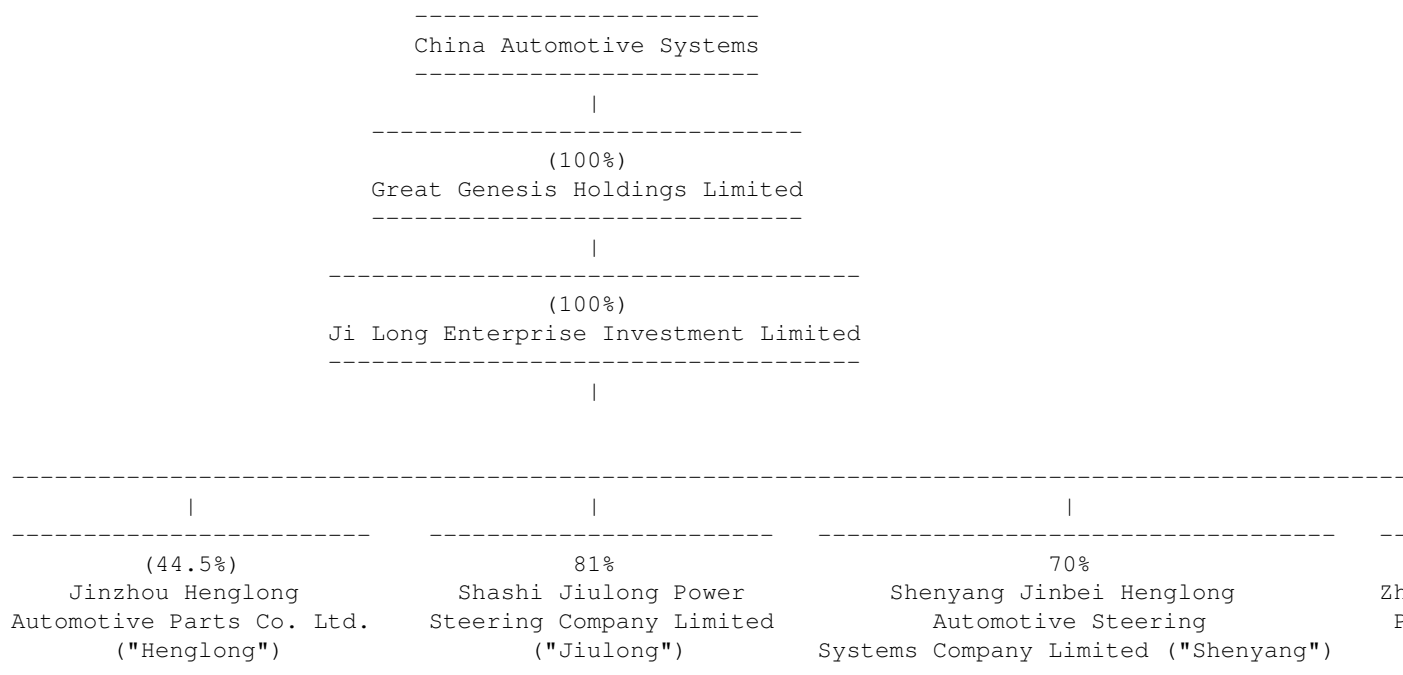 China Automotive Systems
(100%)
Great Genesis Holdings Limited
(100%)
Ji Long Enterprise Investment Limited
(44.5%) 81% 70%
Jinzhou Henglong Shashi Jiulong Power Shenyang Jinbei Henglong
Automotive Parts Co. Ltd. Steering Company Limited Automotive Steering
("Henglong") ("Jiulong") Systems Company Limited ("Shenyang")